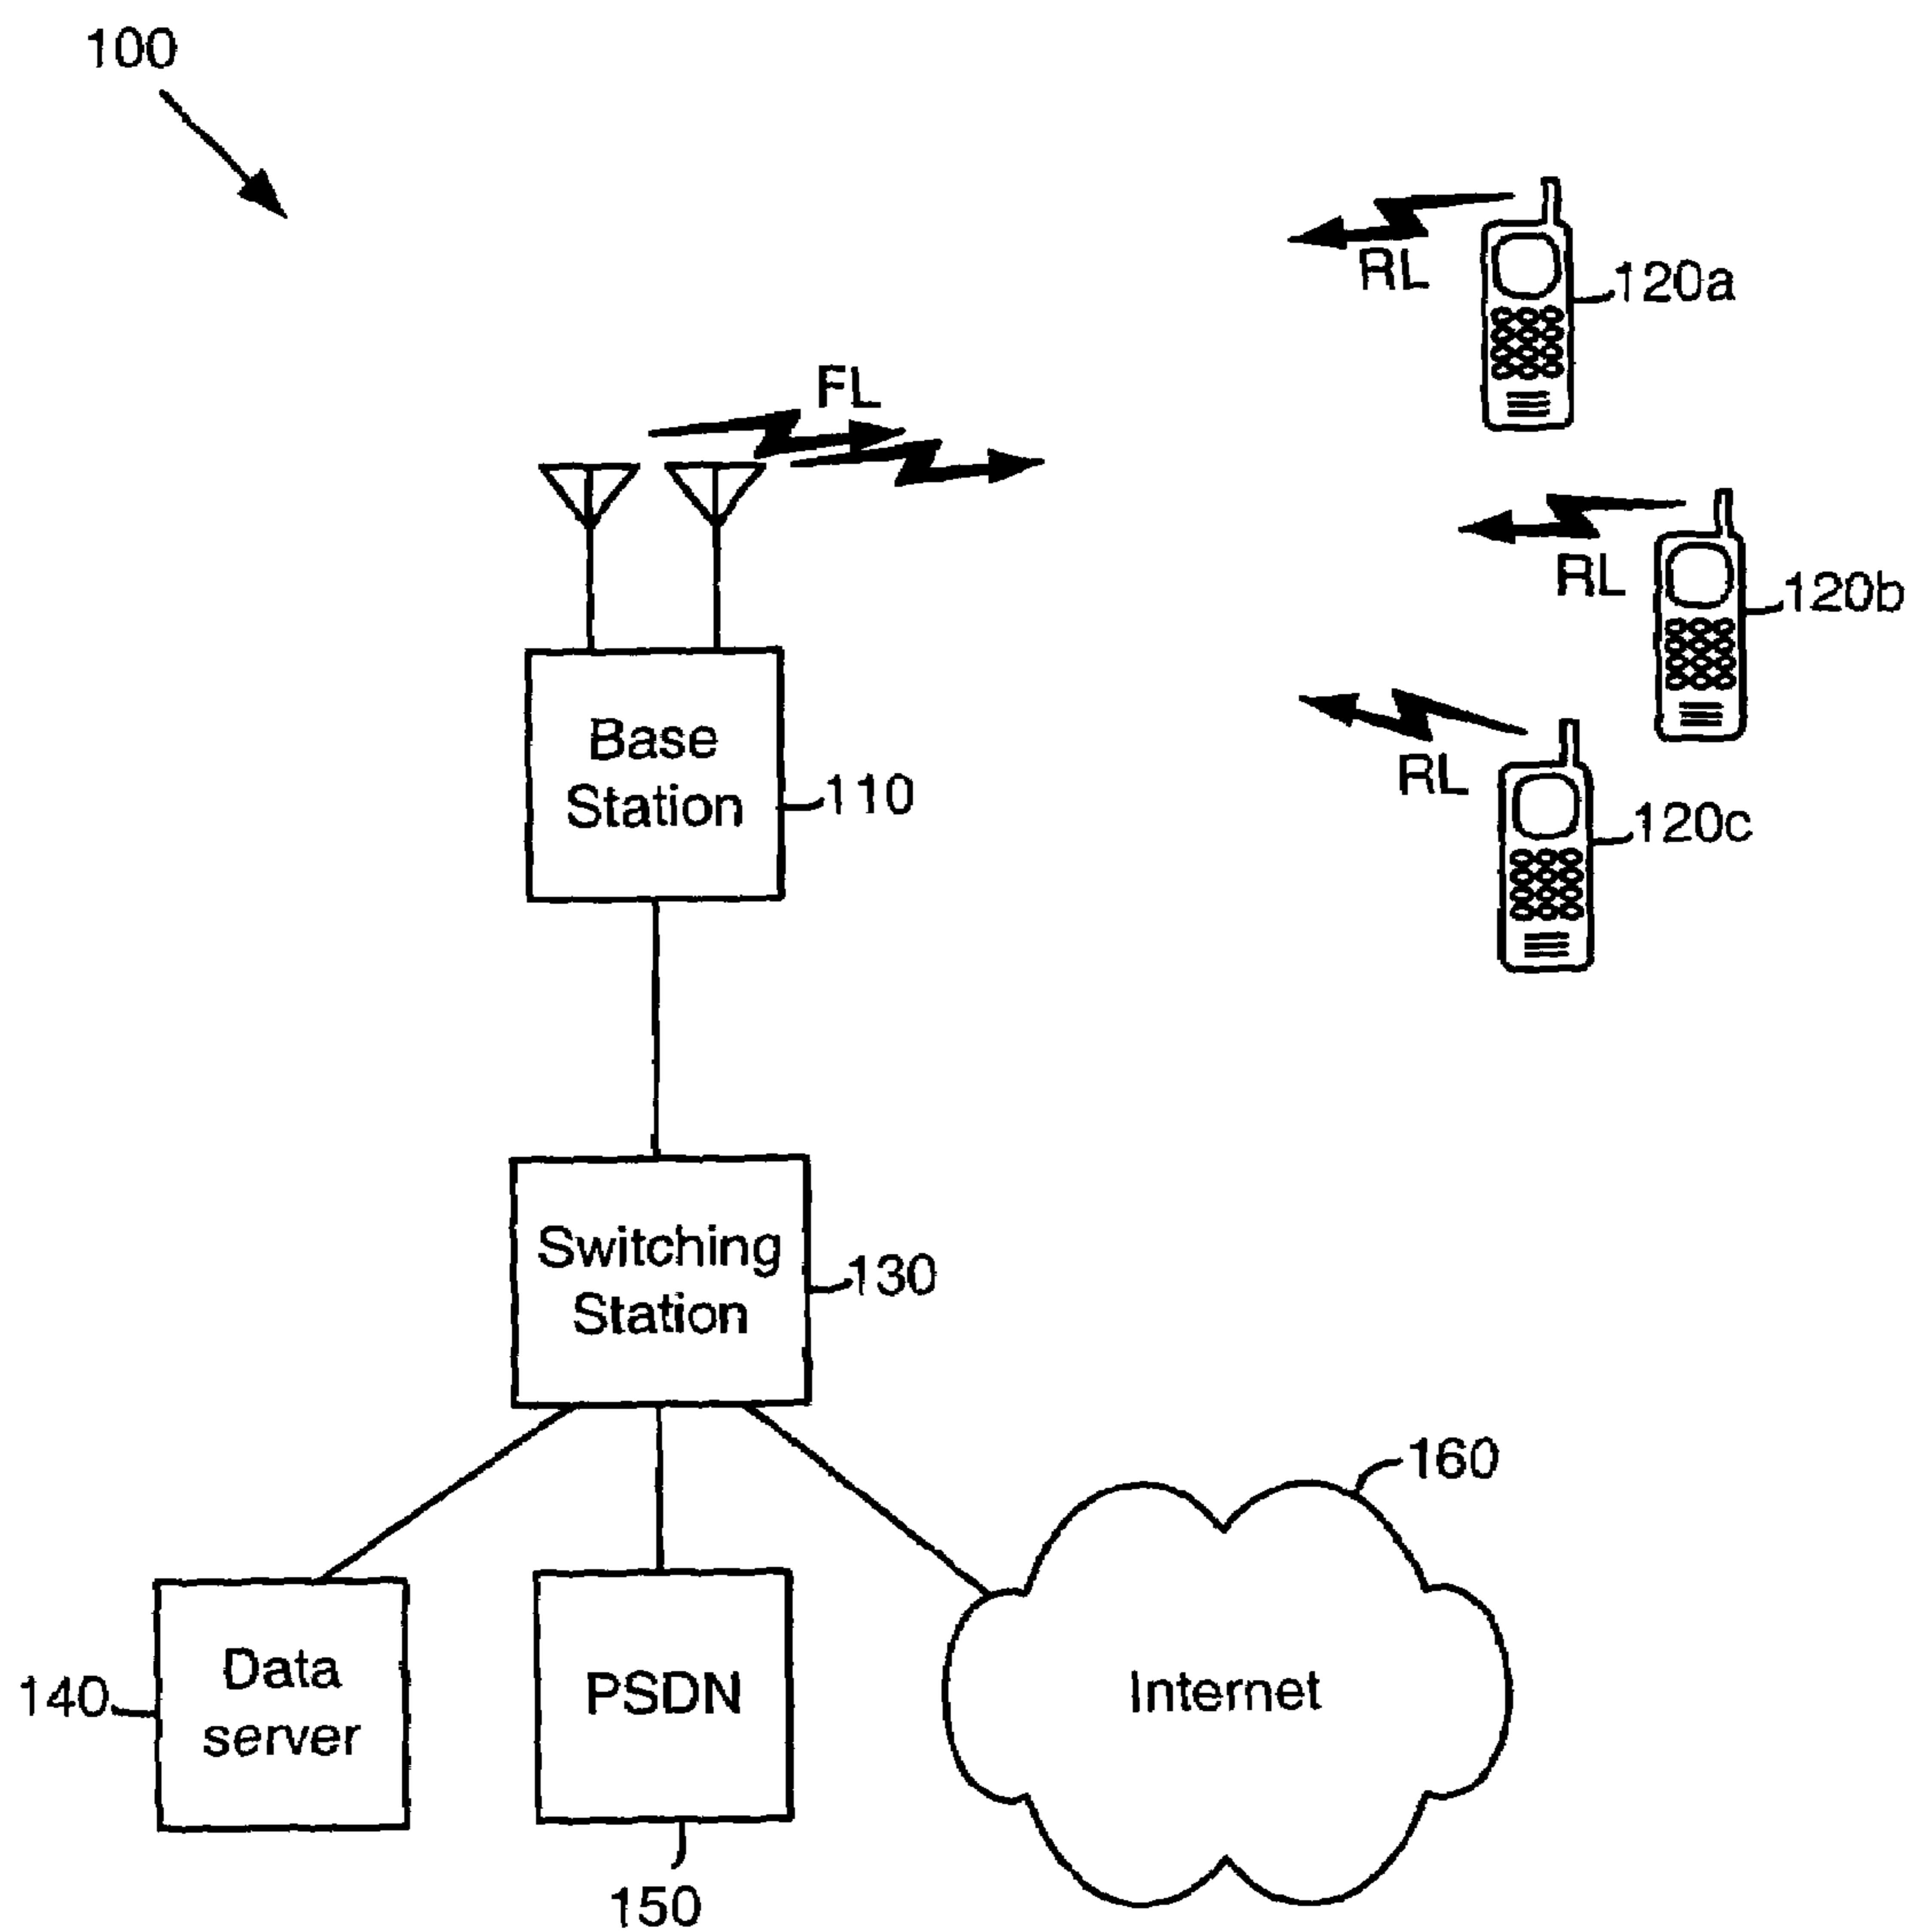 100
RL
120a
FL
RL
120b
Base
Station
110
RL
120c
Switching
Station
130
160
Data
server
140
PSDN
150
Internet